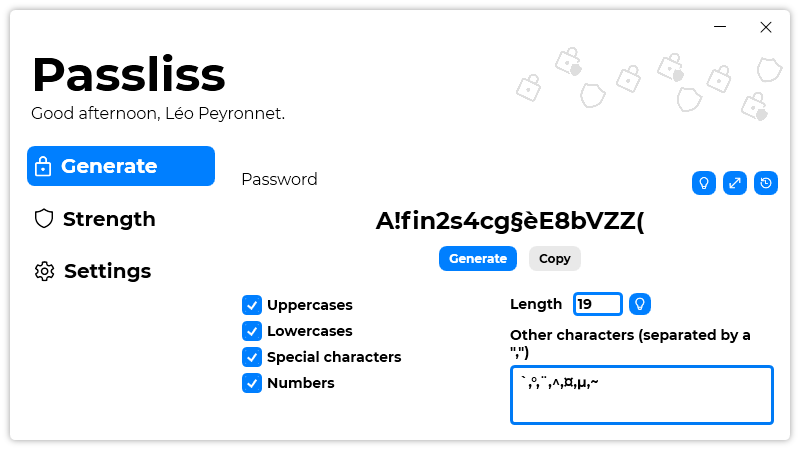 Passliss
Good afternoon, Léo Peyronnet.
Generate
Strength
Settings
Password
A!fin2s4cg§èE8bVZZ(
Generate
Copy
Uppercases
Lowercases
Special characters
Numbers
Length 19
Other characters (separated by a
",")
`,°,¨,^,¤,µ,~